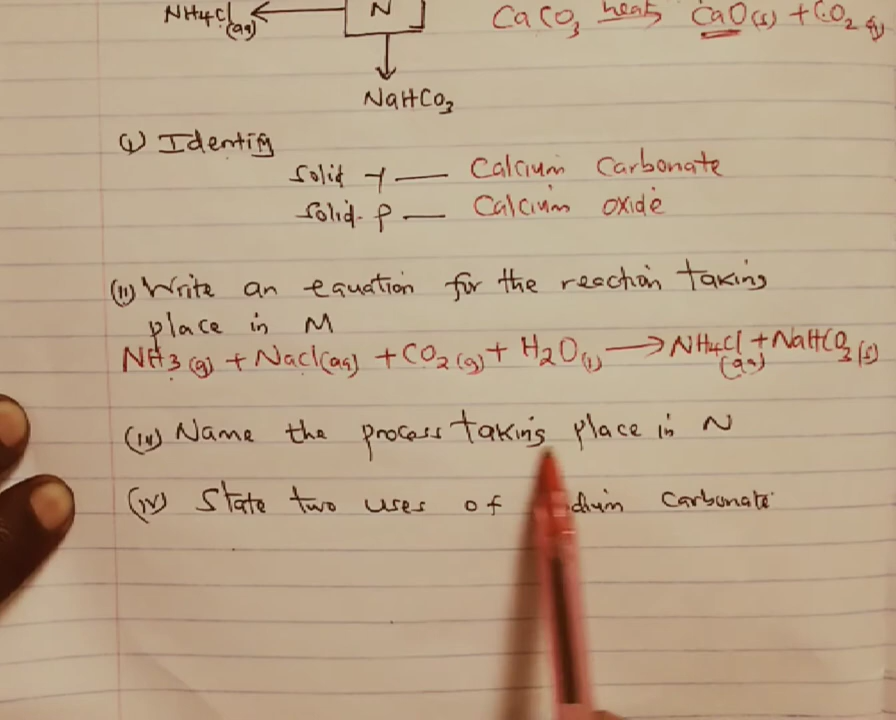 NH4Cl(aq) N CaCO3 heat CaO(s) + CO2(g)
NaHCO3
(i) Identify
Solid Y — Calcium Carbonate
Solid P — Calcium oxide
(ii) Write an equation for the reaction taking
place in M
NH3(g) + NaCl(aq) + CO2(g) + H2O(l) → NH4Cl(aq) + NaHCO3(s)
(iii) Name the process taking place in N
(iv) State two uses of dium Carbonate